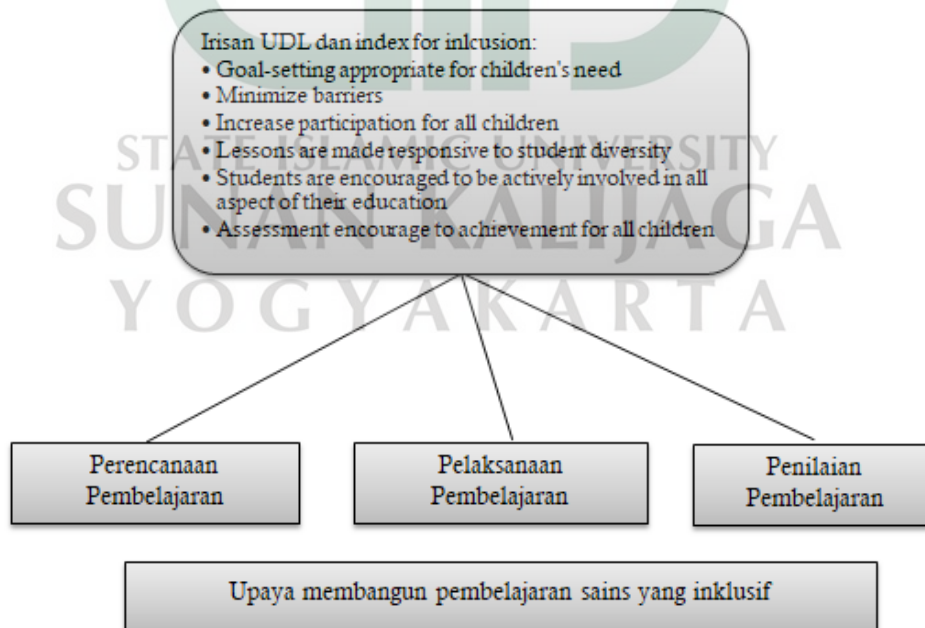 Irisan UDL dan index for inlcusion:
• Goal-setting appropriate for children's need
• Minimize barriers
• Increase participation for all children
• Lessons are made responsive to student diversity
• Students are encouraged to be actively involved in all
aspect of their education
• Assessment encourage to achievement for all children
STATE ISLAMIC UNIVERSITY
SUNAN KALIJAGA
YOGYAKARTA
Perencanaan
Pembelajaran
Pelaksanaan
Pembelajaran
Penilaian
Pembelajaran
Upaya membangun pembelajaran sains yang inklusif